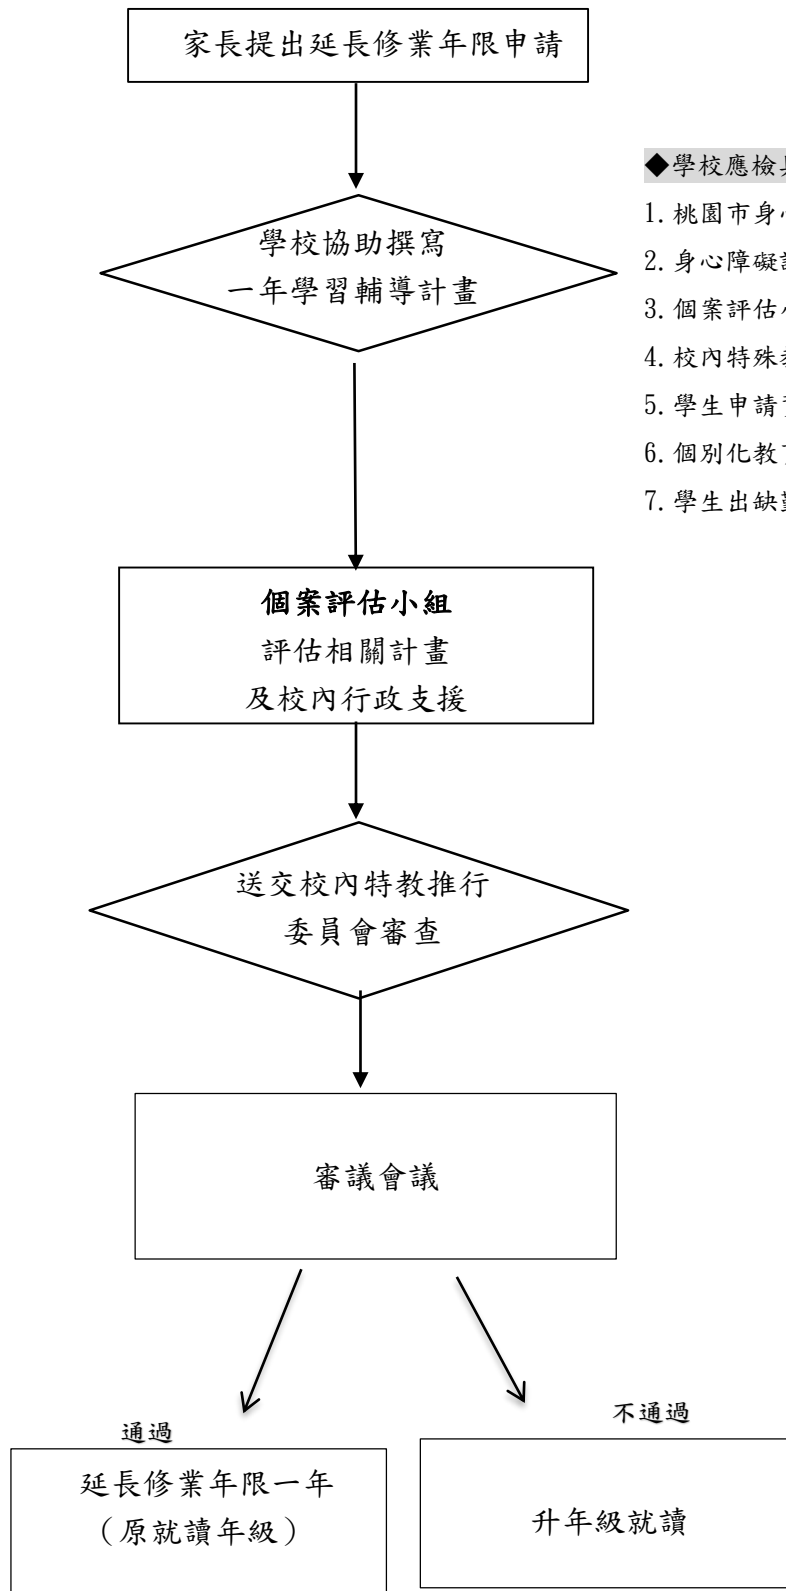 家長提出延長修業年限申請
學校協助撰寫
一年學習輔導計畫
◆學校應檢
1. 桃園市身
2. 身心障礙
3. 個案評估
4. 校內特殊
5. 學生申請
6. 個別化教
7. 學生出缺
個案評估小組
評估相關計畫
及校內行政支援
送交校內特教推行
委員會審查
審議會議
通過
不通過
延長修業年限一年
（原就讀年級）
升年級就讀